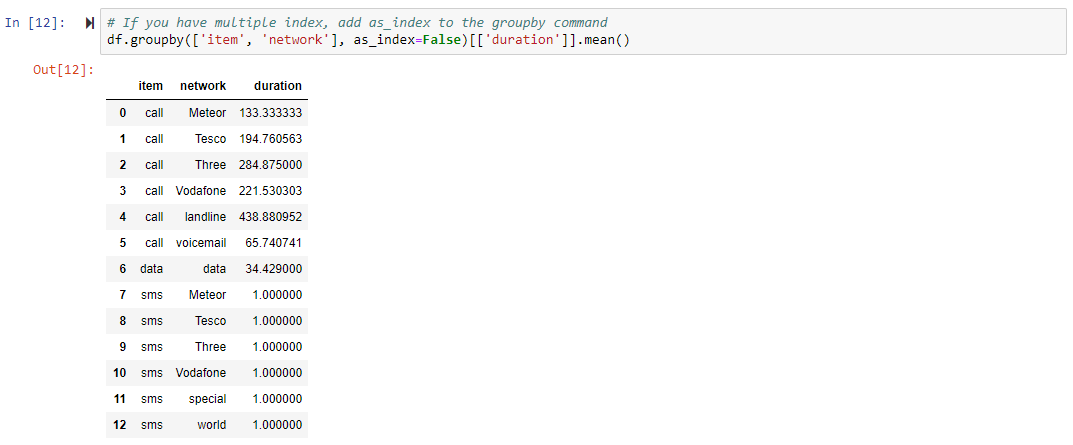 In [12]: # If you have multiple index, add as_index to the groupby command
df.groupby(['item', 'network'], as_index=False)[['duration']].mean()
Out[12]:
item network duration
0 call Meteor 133.333333
1 call Tesco 194.760563
2 call Three 284.875000
3 call Vodafone 221.530303
4 call landline 438.880952
5 call voicemail 65.740741
6 data data 34.429000
7 sms Meteor 1.000000
8 sms Tesco 1.000000
9 sms Three 1.000000
10 sms Vodafone 1.000000
11 sms special 1.000000
12 sms world 1.000000